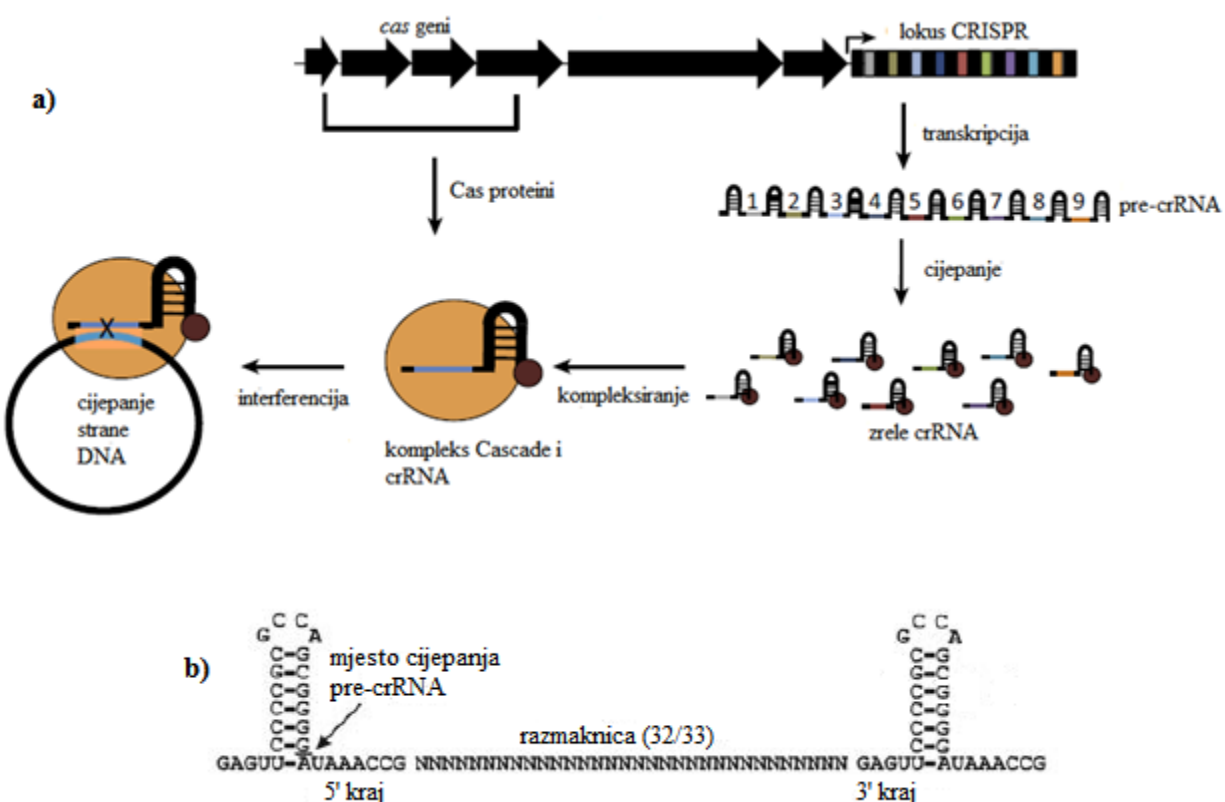 cas geni
lokus CRISPR
a)
transkripcija
1 2 3 4 5 6 7 8 9
pre-crRNA
Cas proteini
cijepanje
X
cijepanje
strane
DNA
interferencija
kompleks Cascade i
crRNA
kompleksiranje
zrele crRNA
b)
C C
G A
C=G
G=C
C=G
C=G
C=G
C=G
mjesto cijepanja
pre-crRNA
C C
G A
C=G
G=C
C=G
C=G
C=G
C=G
razmaknica (32/33)
GAGUU-AUAAACCG NNNNNNNNNNNNNNNNNNNNNNNNNNNNNNNN GAGUU-AUAAACCG
5' kraj
3' kraj